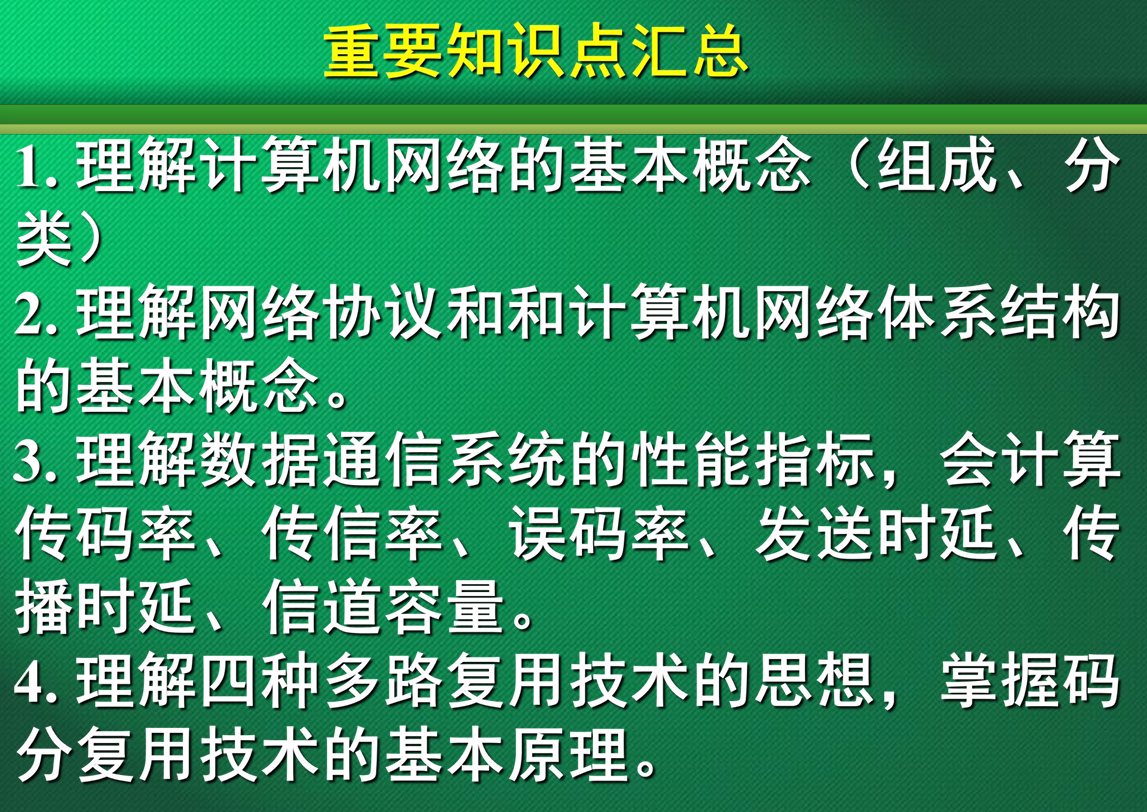 重要知识点汇总
1. 理解计算机网络的基本概念（组成、分
类）
2. 理解网络协议和和计算机网络体系结构
的基本概念。
3. 理解数据通信系统的性能指标，会计算
传码率、传信率、误码率、发送时延、传
播时延、信道容量。
4. 理解四种多路复用技术的思想，掌握码
分复用技术的基本原理。